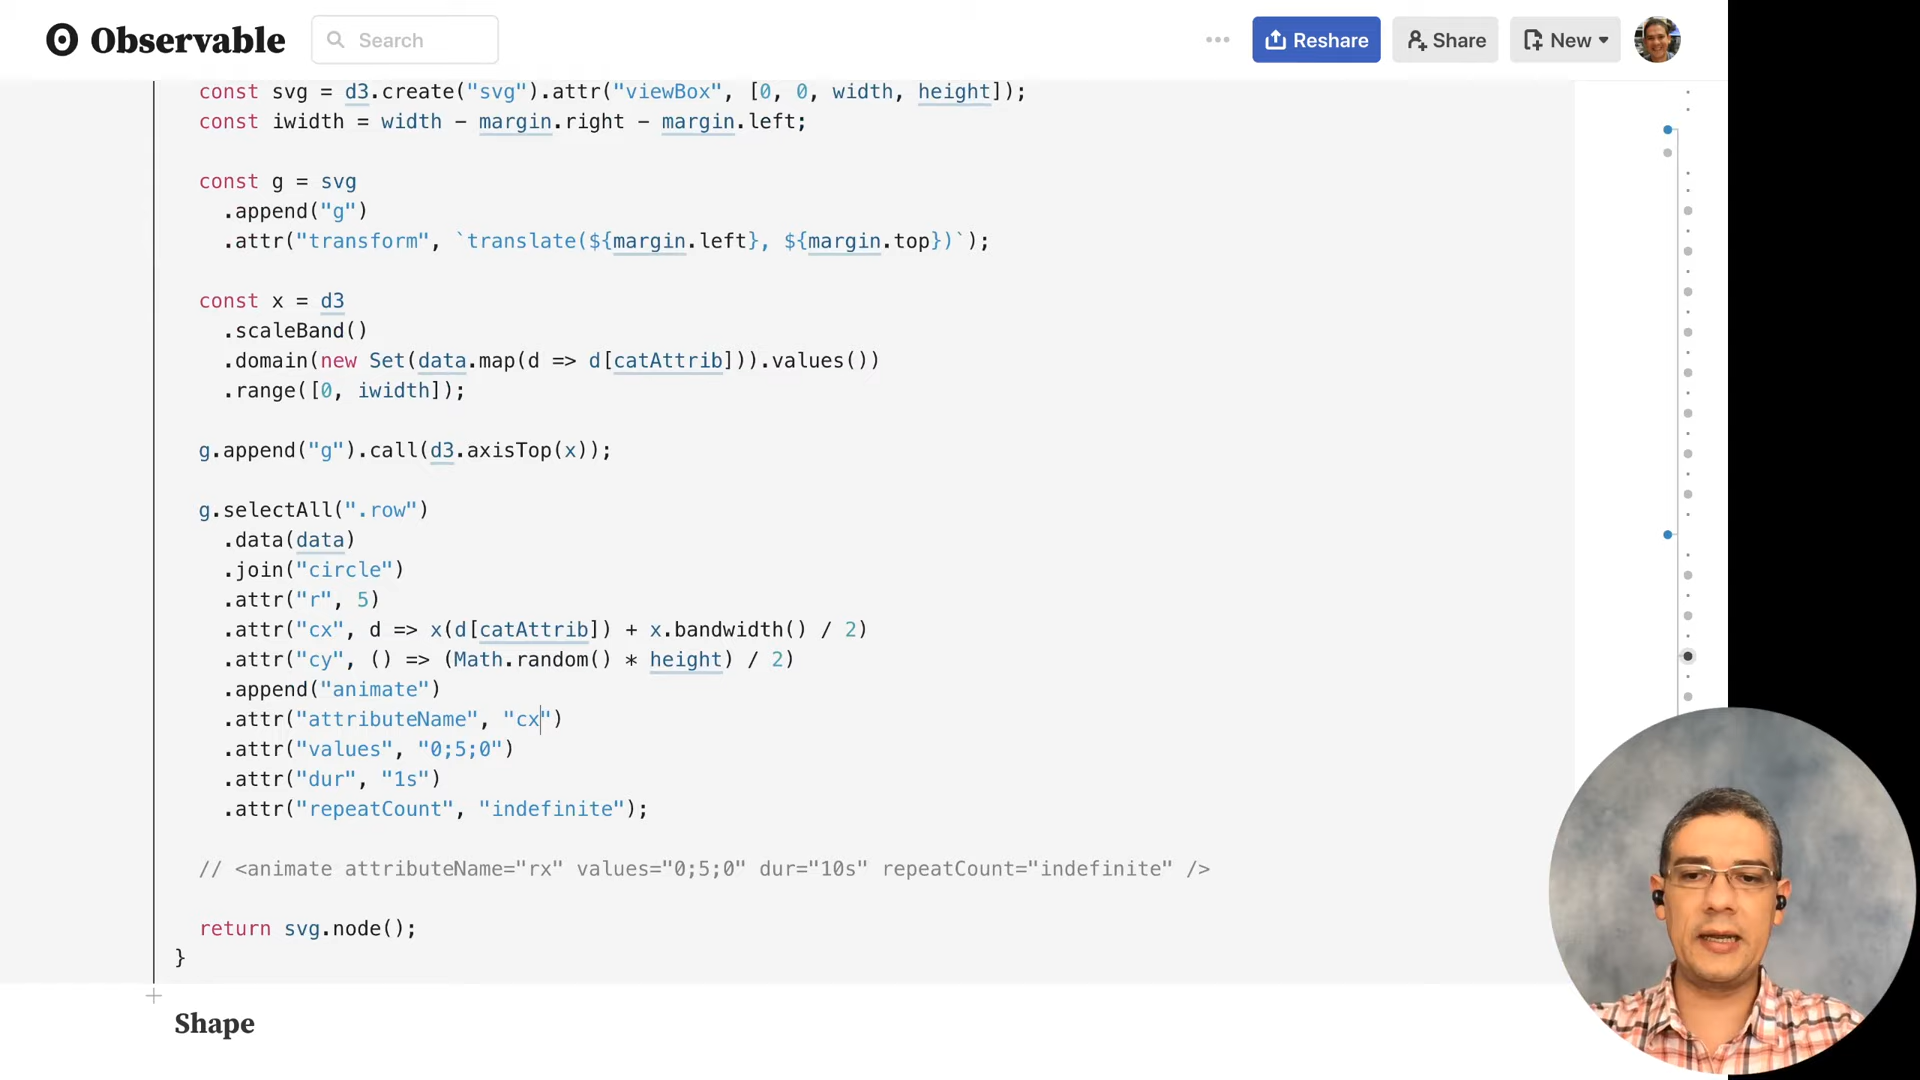 Observable
Search
Reshare
Share
New
const svg = d3.create("svg").attr("viewBox", [0, 0, width, height]);
const iwidth = width - margin.right - margin.left;
const g = svg
.append("g")
.attr("transform", `translate(${margin.left}, ${margin.top})`);
const x = d3
.scaleBand()
.domain(new Set(data.map(d => d[catAttrib])).values())
.range([0, iwidth]);
g.append("g").call(d3.axisTop(x));
g.selectAll(".row")
.data(data)
.join("circle")
.attr("r", 5)
.attr("cx", d => x(d[catAttrib]) + x.bandwidth() / 2)
.attr("cy", () => (Math.random() * height) / 2)
.append("animate")
.attr("attributeName", "cx")
.attr("values", "0;5;0")
.attr("dur", "1s")
.attr("repeatCount", "indefinite");
// <animate attributeName="rx" values="0;5;0" dur="10s" repeatCount="indefinite" />
return svg.node();
}
Shape